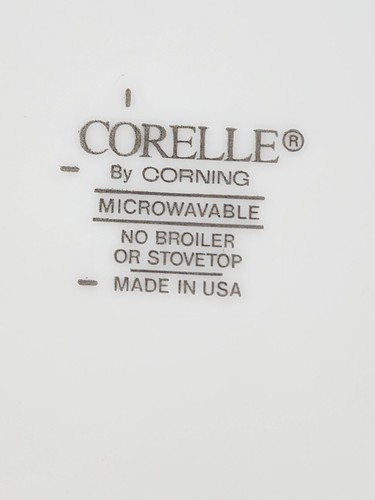 CORELLE®
By CORNING
MICROWAVABLE
NO BROILER
OR STOVETOP
MADE IN USA